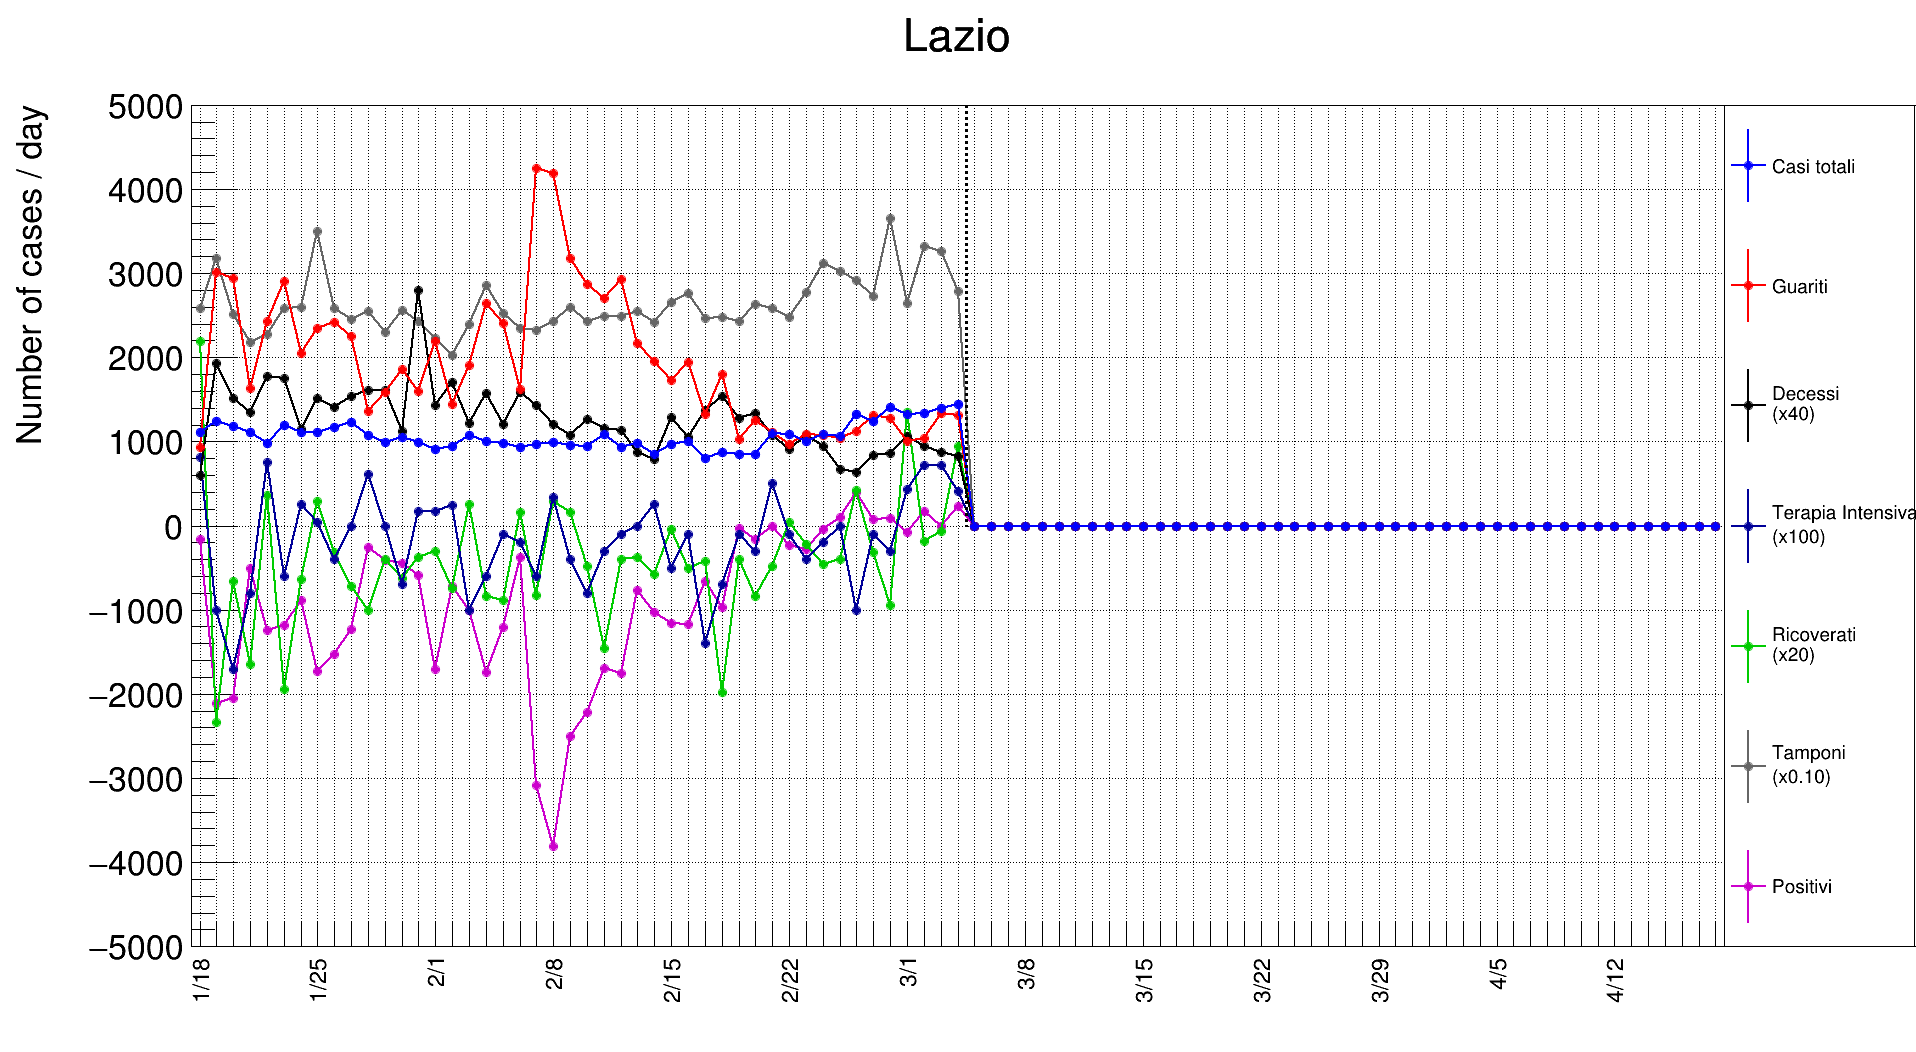 Lazio
Number of cases / day
5000
4000
3000
2000
1000
0
−1000
−2000
−3000
−4000
−5000
1/18
1/25
2/1
2/8
2/15
2/22
3/1
3/8
3/15
3/22
3/29
4/5
4/12
Casi totali
Guariti
Decessi
(x40)
Terapia Intensiva
(x100)
Ricoverati
(x20)
Tamponi
(x0.10)
Positivi